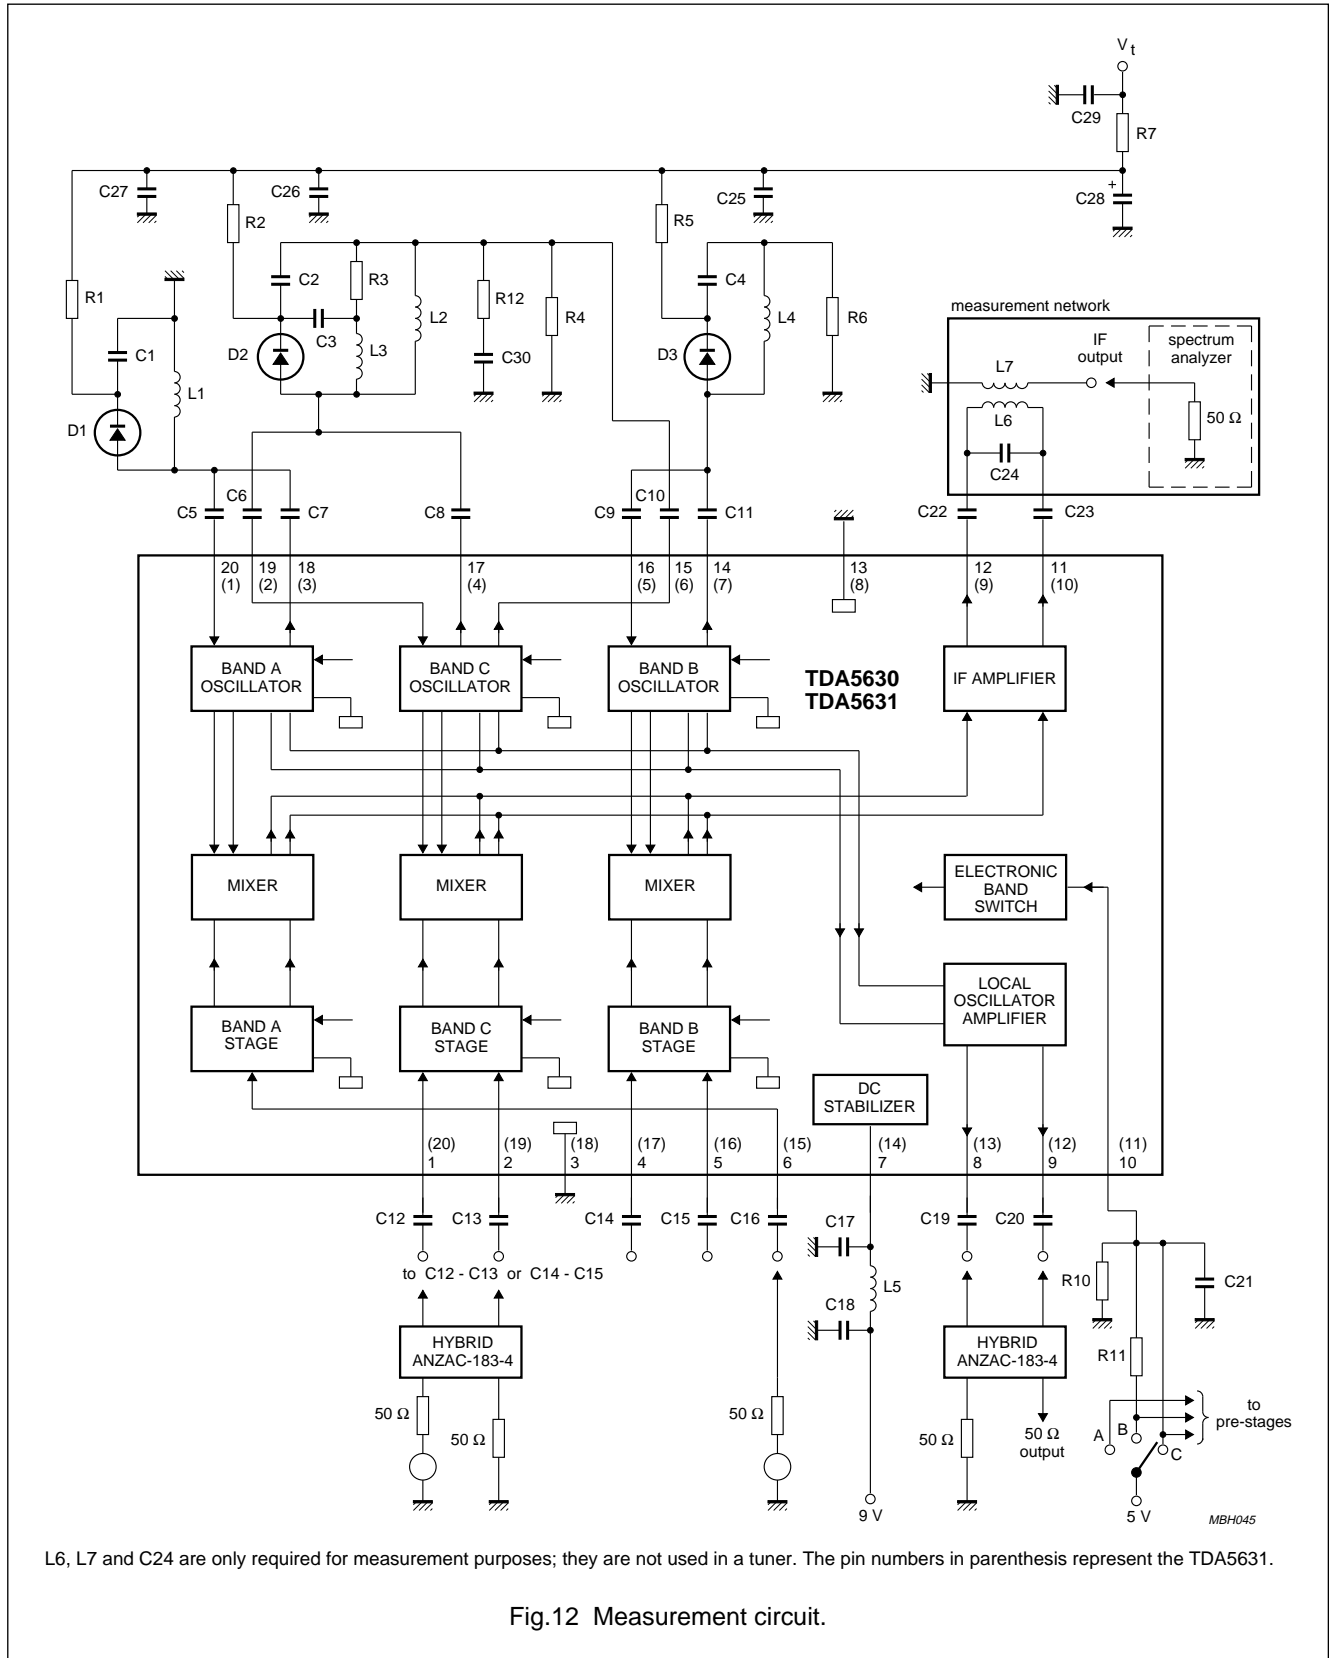 V t
C29
R7
C27
C26
C25
+
C28
R2
R5
R1
C2
R3
L2
R12
R4
C4
L4
R6
C1
L1
D2
C3
L3
C30
D3
D1
measurement network
IF
output
spectrum
analyzer
L7
L6
50 Ω
C24
C5
C6
C7
C8
C9
C10
C11
C22
C23
20
(1)
19
(2)
18
(3)
17
(4)
16
(5)
15
(6)
14
(7)
13
(8)
12
(9)
11
(10)
BAND A
OSCILLATOR
BAND C
OSCILLATOR
BAND B
OSCILLATOR
TDA5630
TDA5631
IF AMPLIFIER
MIXER
MIXER
MIXER
ELECTRONIC
BAND
SWITCH
BAND A
STAGE
BAND C
STAGE
BAND B
STAGE
LOCAL
OSCILLATOR
AMPLIFIER
DC
STABILIZER
(20)
1
(19)
2
(18)
3
(17)
4
(16)
5
(15)
6
(14)
7
(13)
8
(12)
9
(11)
10
C12
C13
C14
C15
C16
C17
C19
C20
to C12 - C13 or C14 - C15
L5
C18
R10
C21
HYBRID
ANZAC-183-4
HYBRID
ANZAC-183-4
R11
50 Ω
50 Ω
50 Ω
50 Ω
50 Ω
output
A
B
C
to
pre-stages
9 V
5 V
MBH045
L6, L7 and C24 are only required for measurement purposes; they are not used in a tuner. The pin numbers in parenthesis represent the TDA5631.
Fig.12 Measurement circuit.